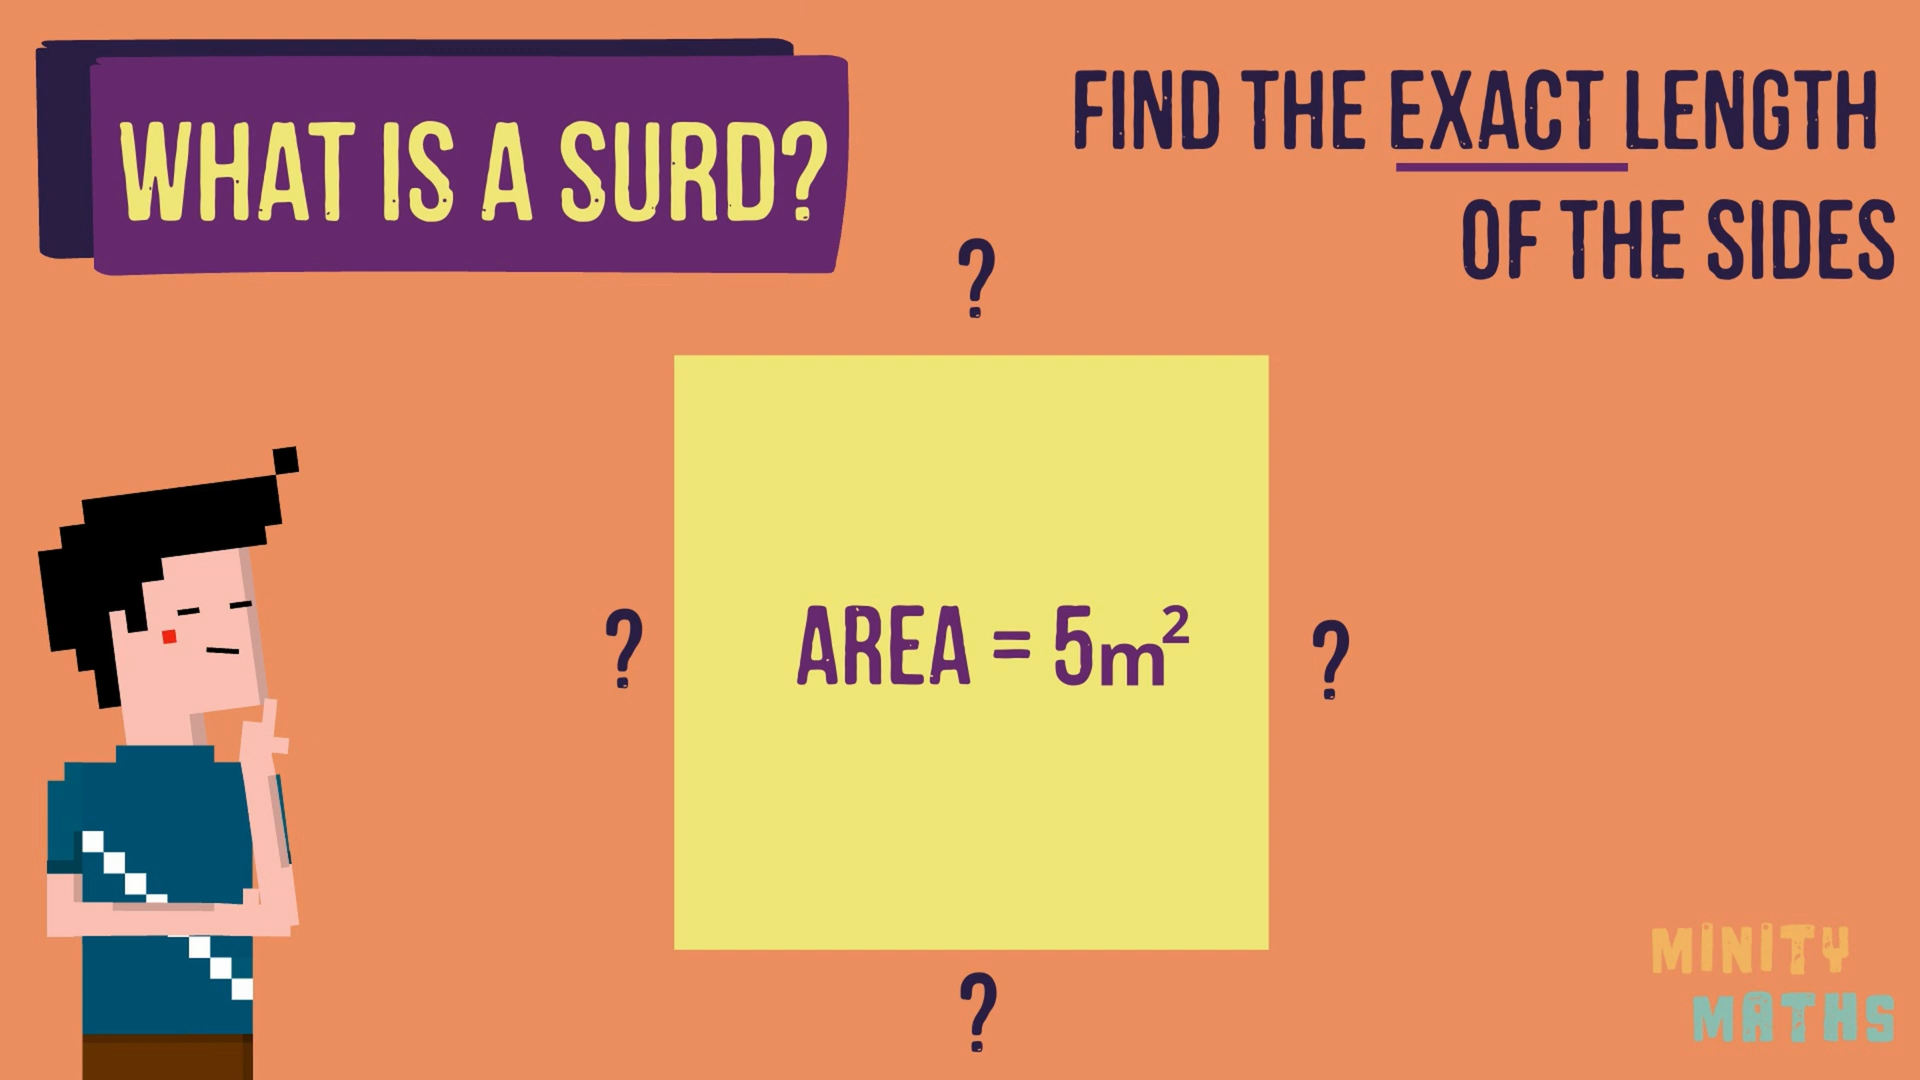 WHAT IS A SURD?
FIND THE EXACT LENGTH
OF THE SIDES
?
?
AREA = 5m²
?
?
MINITY
MATHS